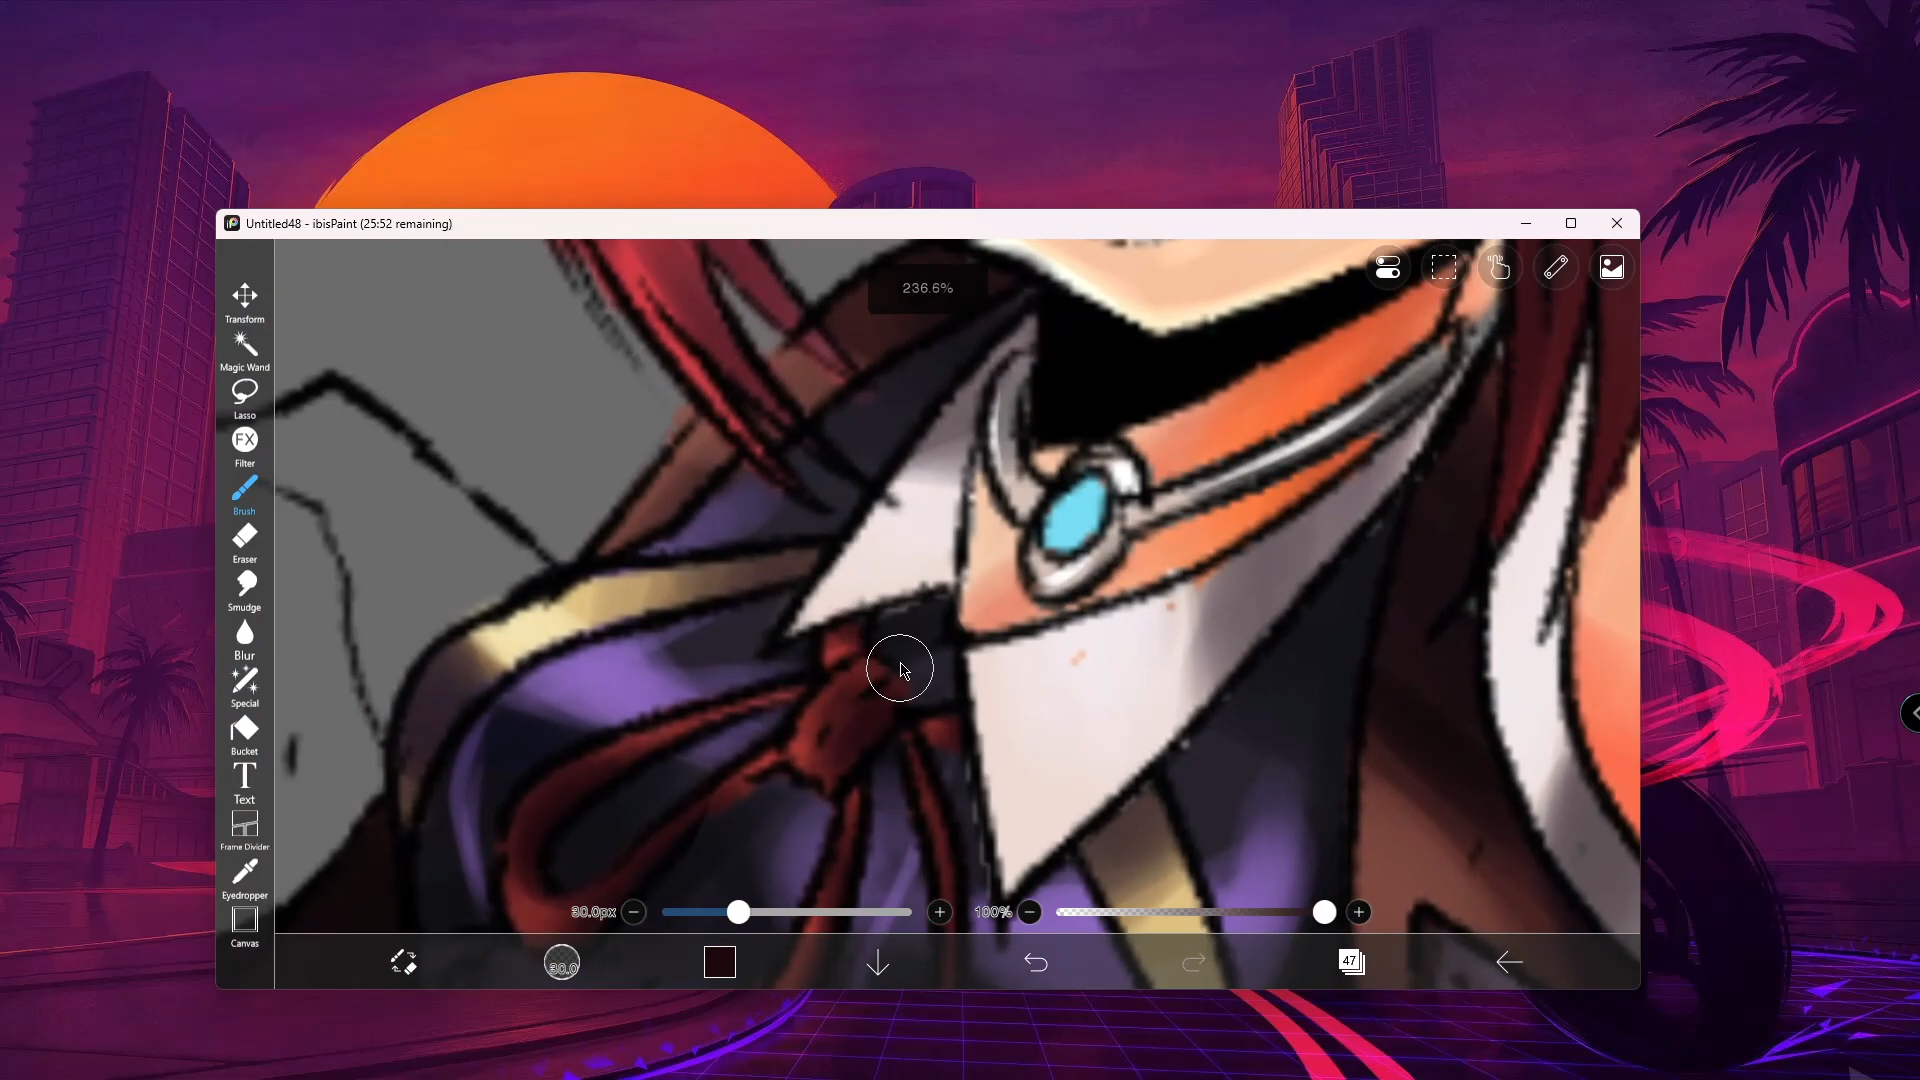 Untitled48 - ibisPaint (25:52 remaining)
236.6%
Transform
Magic Wand
Lasso
FX
Filter
Brush
Eraser
Smudge
Blur
Special
Bucket
T
Text
Frame Divider
Eyedropper
Canvas
30.0px
100%
30.0
47